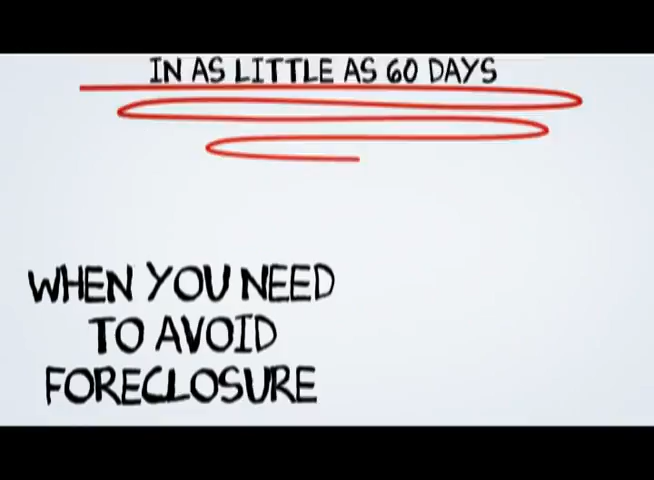 IN AS LITTLE AS 60 DAYS
WHEN YOU NEED
TO AVOID
FORECLOSURE